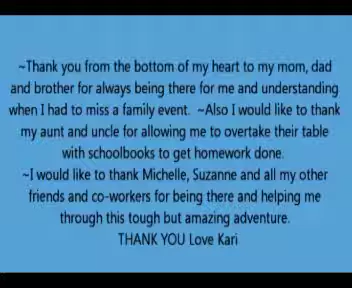 ~Thank you from the bottom of my heart to my mom, dad
and brother for always being there for me and understanding
when I had to miss a family event.  ~Also I would like to thank
my aunt and uncle for allowing me to overtake their table
with schoolbooks to get homework done.
~I would like to thank Michelle, Suzanne and all my other
friends and co-workers for being there and helping me
through this tough but amazing adventure.
THANK YOU Love Kari